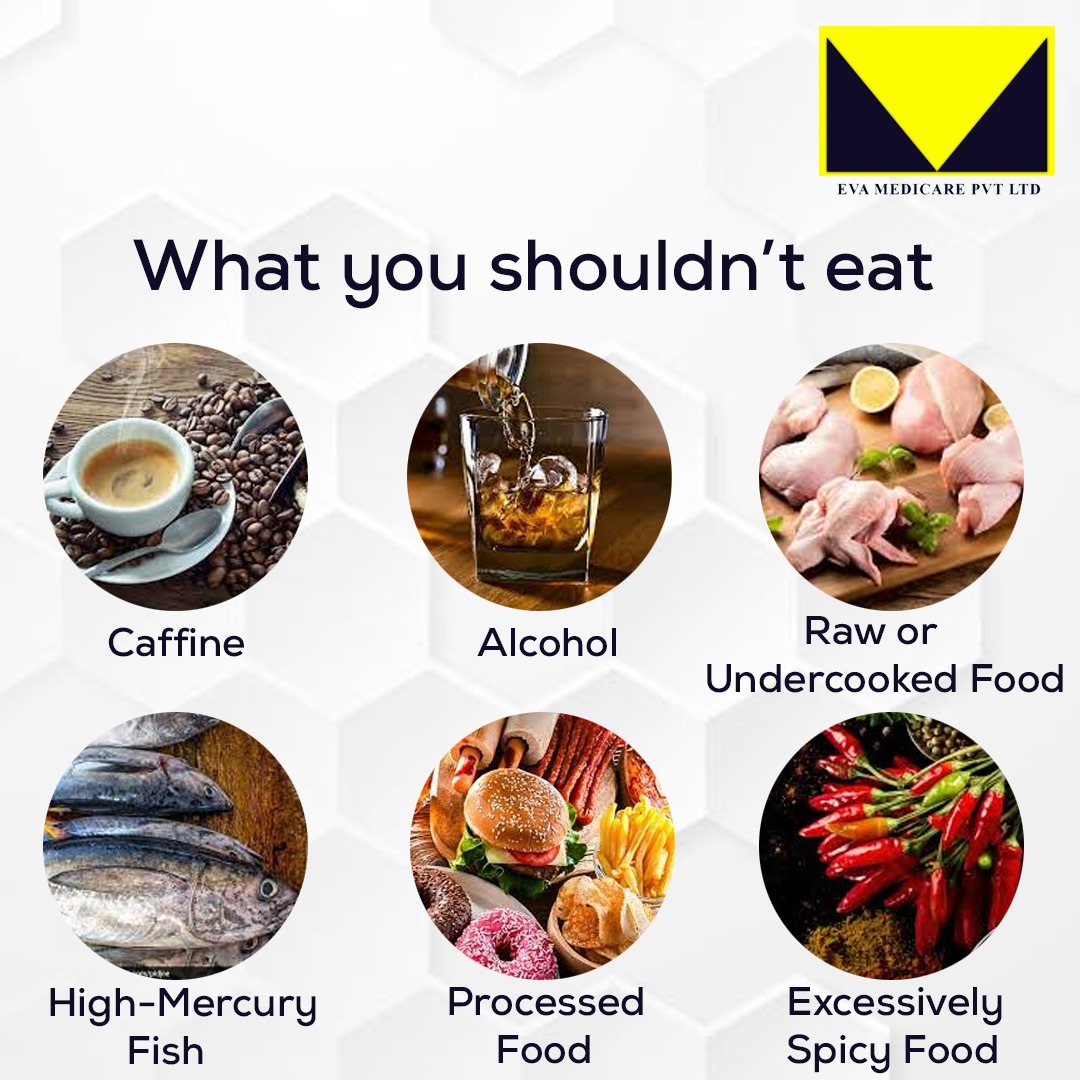 EVA MEDICARE PVT LTD
What you shouldn't eat
Caffine
Alcohol
Raw or
Undercooked Food
High-Mercury
Fish
Processed
Food
Excessively
Spicy Food